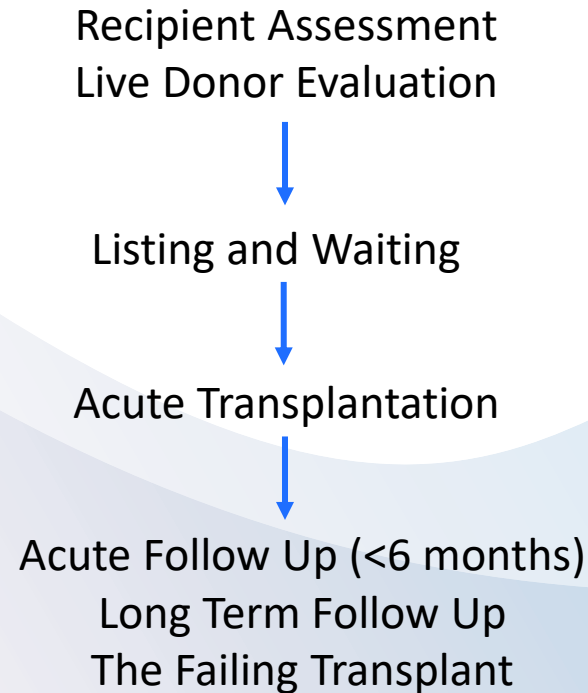 Recipient Assessment
Live Donor Evaluation
Listing and Waiting
Acute Transplantation
Acute Follow Up (<6 months)
Long Term Follow Up
The Failing Transplant